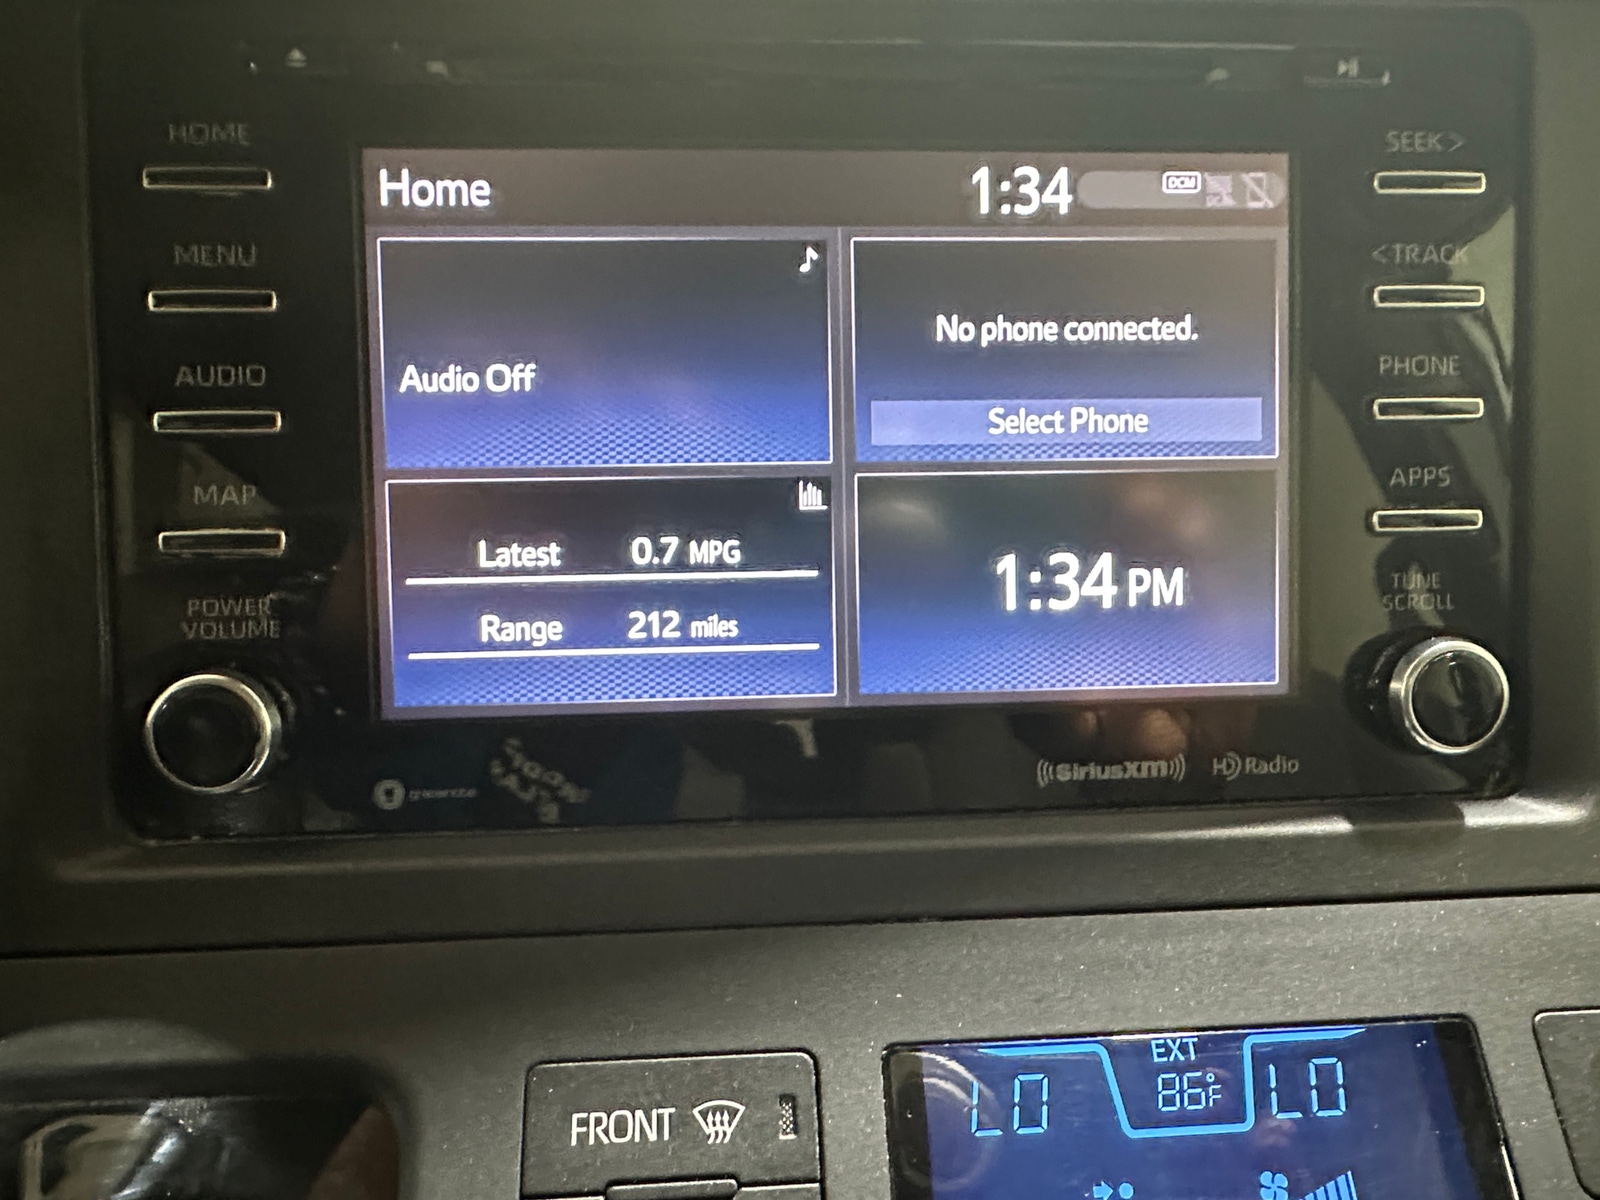 HOME
MENU
AUDIO
MAP
POWER
VOLUME
Home
1:34
DCM
Audio Off
No phone connected.
Select Phone
Latest 0.7 MPG
Range 212 miles
1:34 PM
SEEK >
< TRACK
PHONE
APPS
TUNE
SCROLL
gracenote
SiriusXM
HD Radio
FRONT
LO
EXT
86°F
LO